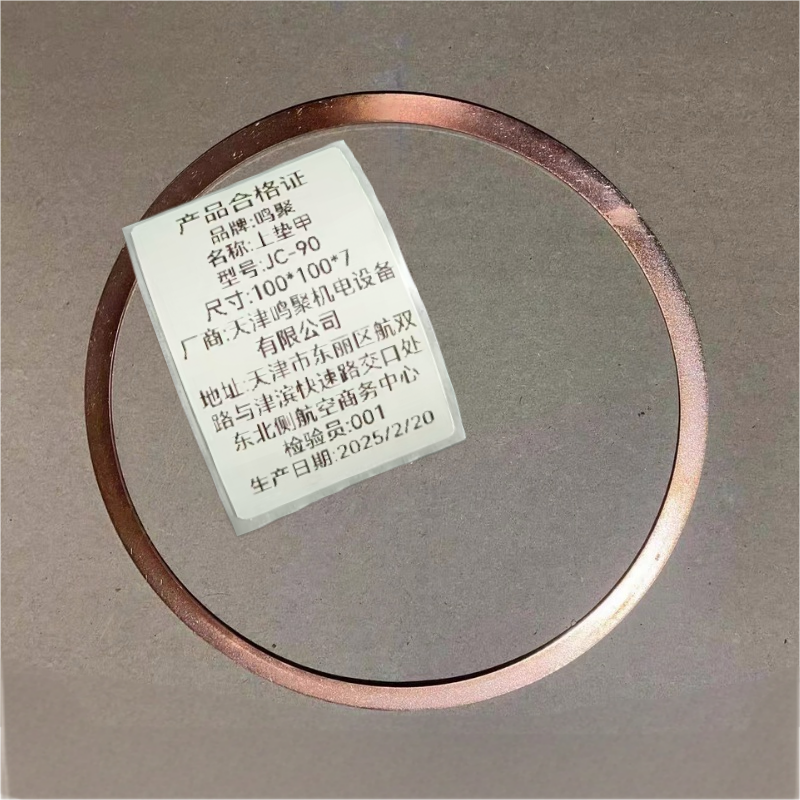 产品合格证
品牌:鸣聚
名称:上垫甲
型号:JC-90
尺寸:100*100*7
厂商:天津鸣聚机电设备
有限公司
地址:天津市东丽区航双
路与津滨快速路交口处
东北侧航空商务中心
检验员:001
生产日期:2025/2/20